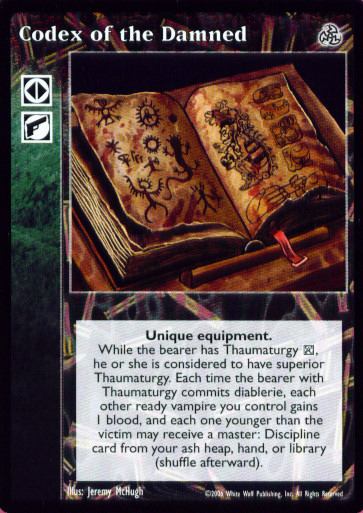 Codex of the Damned
Unique equipment.
While the bearer has Thaumaturgy,
he or she is considered to have superior
Thaumaturgy. Each time the bearer with
Thaumaturgy commits diablerie, each
other ready vampire you control gains
1 blood, and each one younger than the
victim may receive a master: Discipline
card from your ash heap, hand, or library
(shuffle afterward).
Illus: Jeremy McHugh
©2006 White Wolf Publishing, Inc. All Rights Reserved